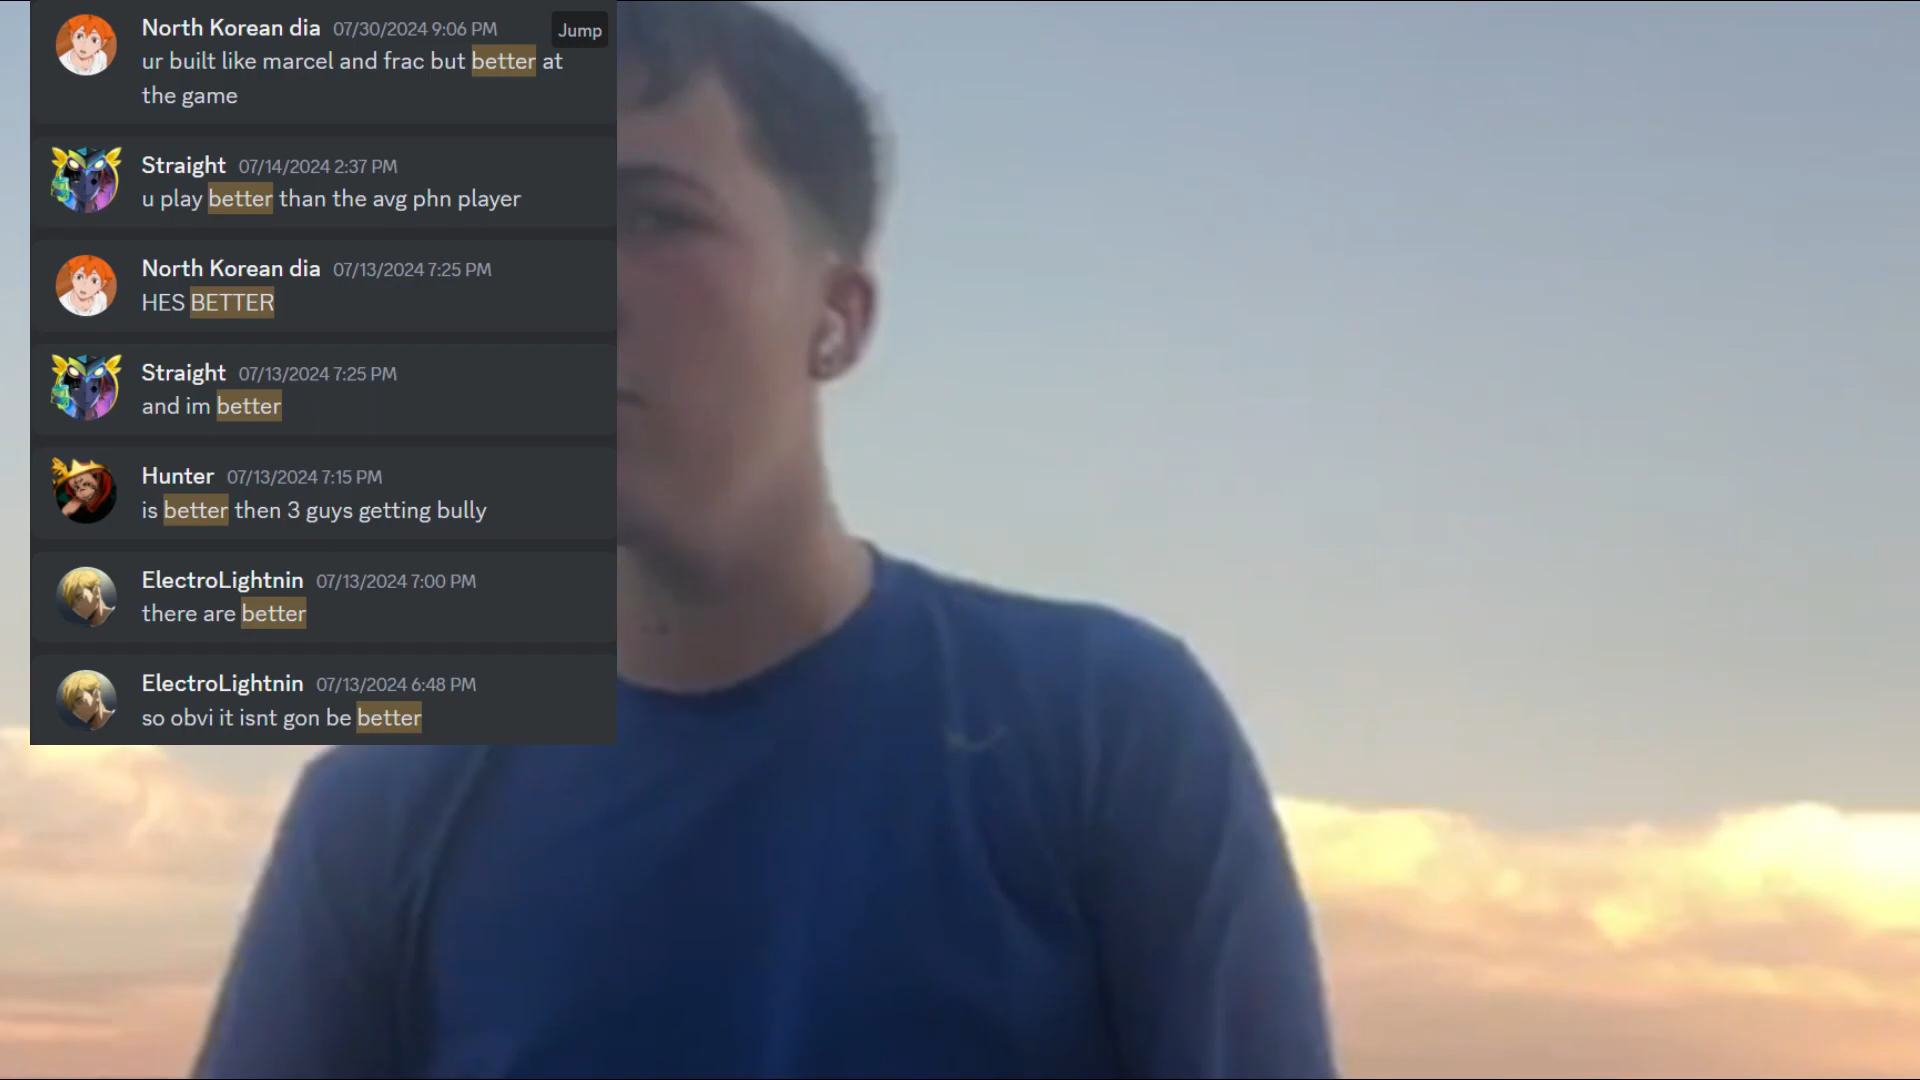 North Korean dia 07/30/2024 9:06 PM
Jump
ur built like marcel and frac but better at
the game
Straight 07/14/2024 2:37 PM
u play better than the avg phn player
North Korean dia 07/13/2024 7:25 PM
HES BETTER
Straight 07/13/2024 7:25 PM
and im better
Hunter 07/13/2024 7:15 PM
is better then 3 guys getting bully
ElectroLightnin 07/13/2024 7:00 PM
there are better
ElectroLightnin 07/13/2024 6:48 PM
so obvi it isnt gon be better